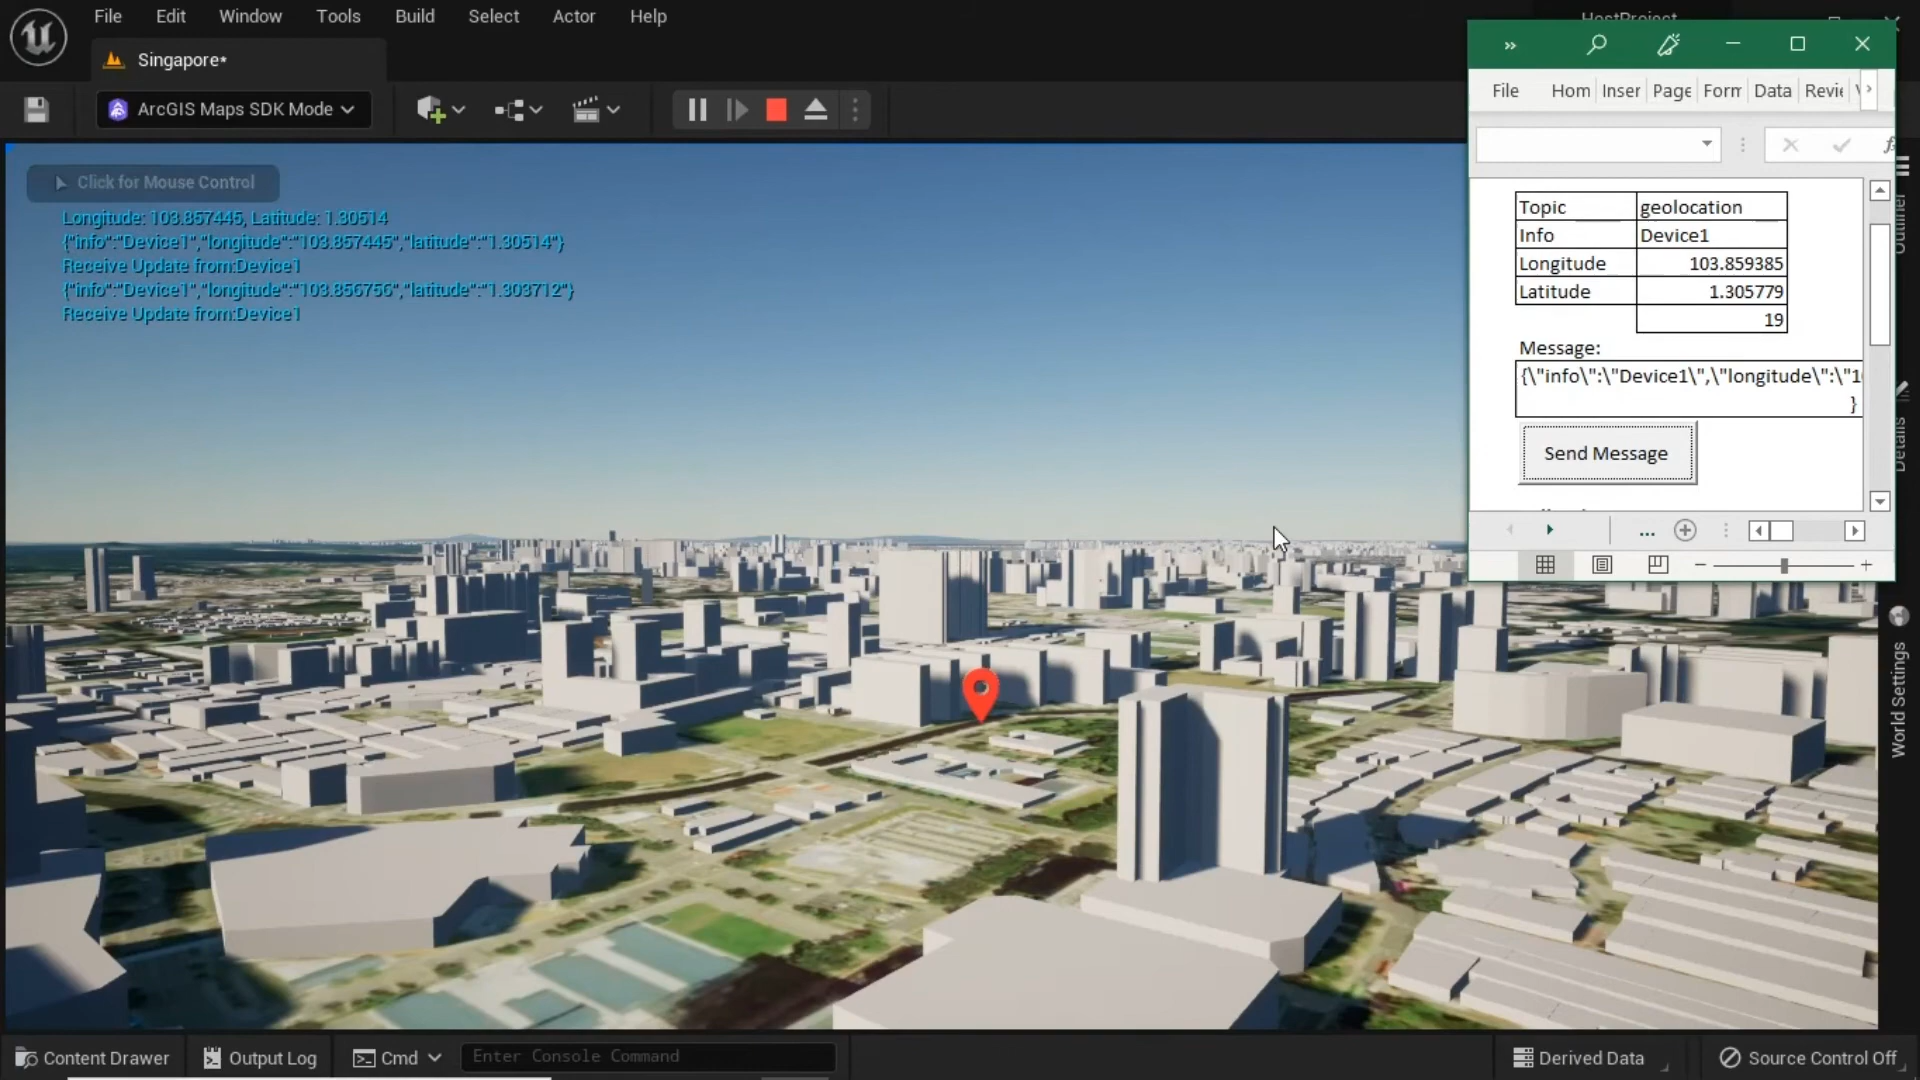 File Edit Window Tools Build Select Actor Help
Singapore*
ArcGIS Maps SDK Mode
Click for Mouse Control
Longitude: 103.857445, Latitude: 1.30514
{"info":"Device1","longitude":"103.857445","latitude":"1.30514"}
Receive Update from:Device1
{"info":"Device1","longitude":"103.856756","latitude":"1.303712"}
Receive Update from:Device1
HostProject
File Hom Inser Page Form Data Revie
Topic geolocation
Info Device1
Longitude 103.859385
Latitude 1.305779
19
Message:
{\"info\":\"Device1\",\"longitude\":\"1
}
Send Message
...
Outliner
Details
World Settings
Content Drawer Output Log Cmd Enter Console Command Derived Data Source Control Off